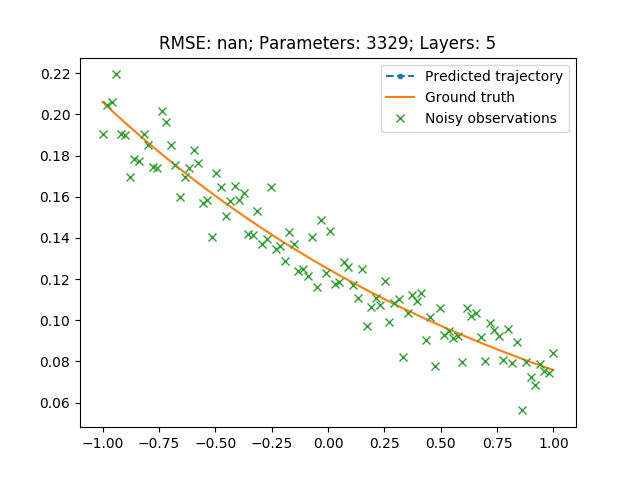 RMSE: nan; Parameters: 3329; Layers: 5
Predicted trajectory
Ground truth
Noisy observations
0.22
0.20
0.18
0.16
0.14
0.12
0.10
0.08
0.06
−1.00 −0.75 −0.50 −0.25 0.00 0.25 0.50 0.75 1.00